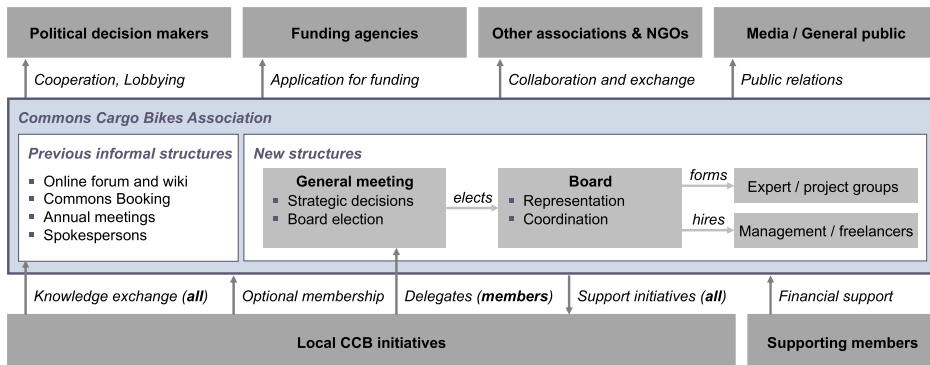 Political decision makers
Funding agencies
Other associations & NGOs
Media / General public
Cooperation, Lobbying
Application for funding
Collaboration and exchange
Public relations
Commons Cargo Bikes Association
Previous informal structures
Online forum and wiki
Commons Booking
Annual meetings
Spokespersons
New structures
General meeting
Strategic decisions
Board election
elects
Board
Representation
Coordination
forms
Expert / project groups
hires
Management / freelancers
Knowledge exchange (all)
Optional membership
Delegates (members)
Support initiatives (all)
Financial support
Local CCB initiatives
Supporting members